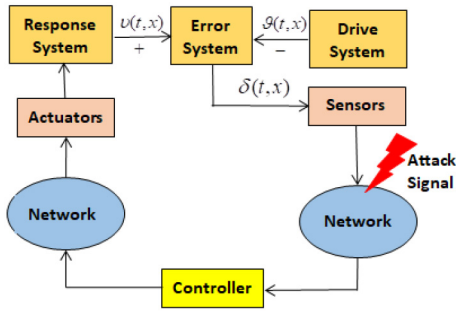 Response
System
υ(t,x)
+
Error
System
ϑ(t,x)
−
Drive
System
δ(t,x)
Actuators
Sensors
Attack
Signal
Network
Network
Controller